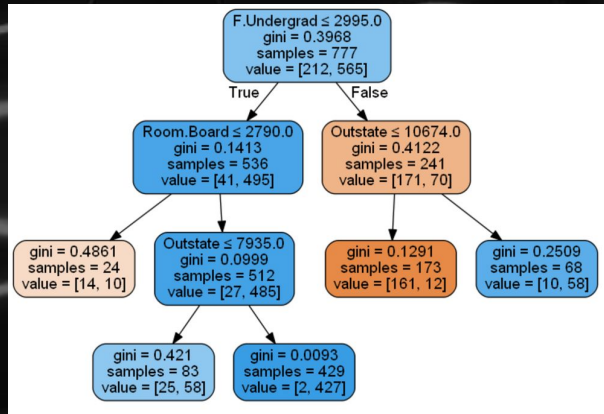 F.Undergrad ≤ 2995.0
gini = 0.3968
samples = 777
value = [212, 565]
True
False
Room.Board ≤ 2790.0
gini = 0.1413
samples = 536
value = [41, 495]
Outstate ≤ 10674.0
gini = 0.4122
samples = 241
value = [171, 70]
gini = 0.4861
samples = 24
value = [14, 10]
Outstate ≤ 7935.0
gini = 0.0999
samples = 512
value = [27, 485]
gini = 0.1291
samples = 173
value = [161, 12]
gini = 0.2509
samples = 68
value = [10, 58]
gini = 0.421
samples = 83
value = [25, 58]
gini = 0.0093
samples = 429
value = [2, 427]